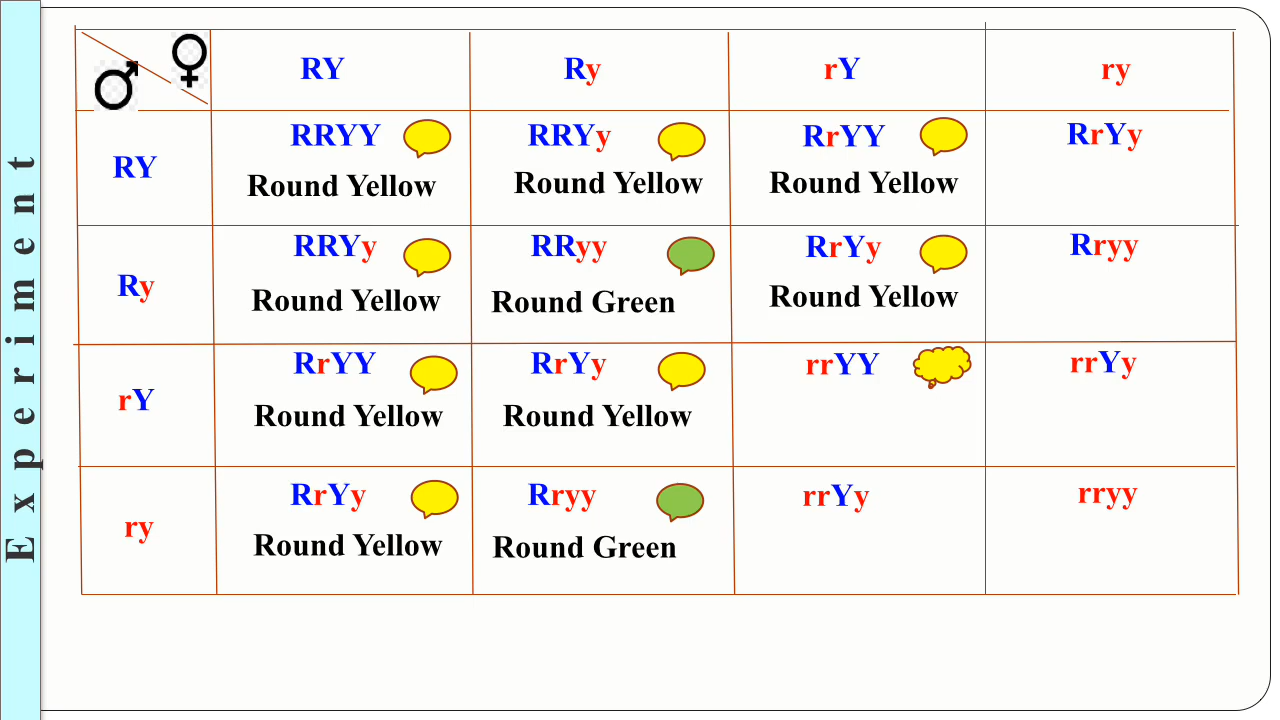 Experiment
RY Ry rY ry
RY RRYY RRYy RrYY RrYy
Round Yellow Round Yellow Round Yellow
Ry RRYy RRyy RrYy Rryy
Round Yellow Round Green Round Yellow
rY RrYY RrYy rrYY rrYy
Round Yellow Round Yellow
ry RrYy Rryy rrYy rryy
Round Yellow Round Green